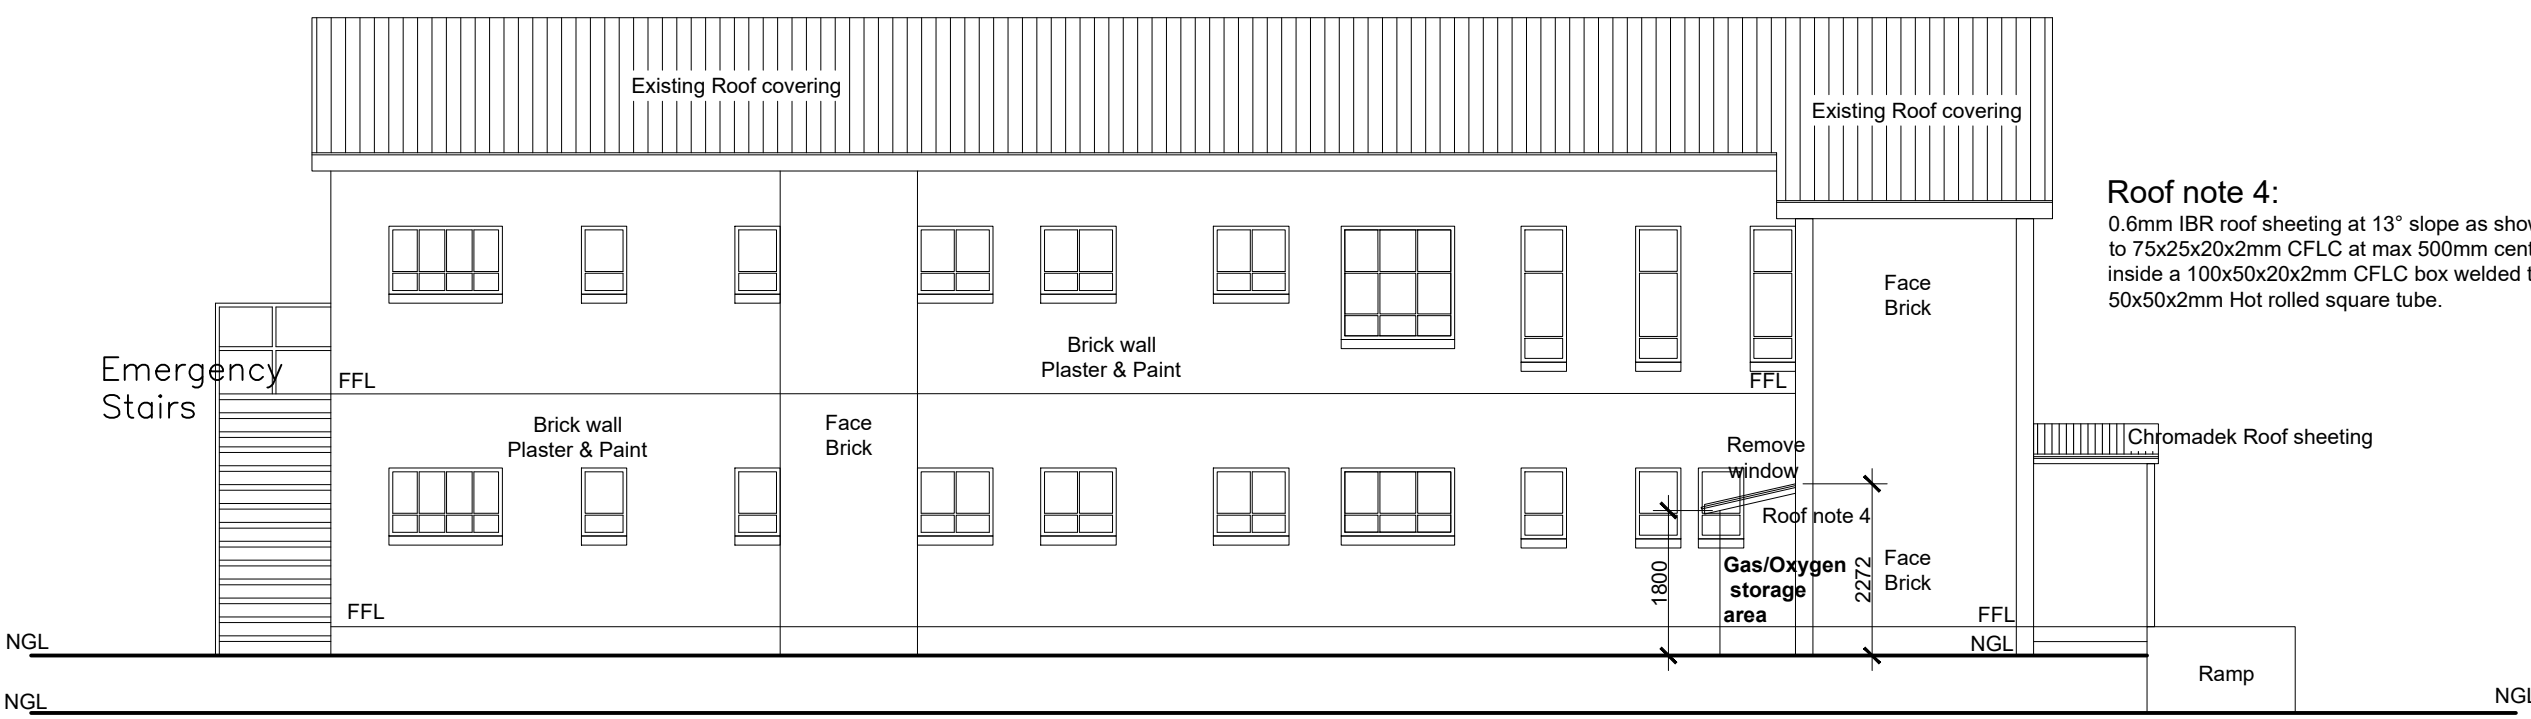 Existing Roof covering
Existing Roof covering
Roof note 4:
0.6mm IBR roof sheeting at 13° slope as
to 75x25x20x2mm CFLC at max 500mm
inside a 100x50x20x2mm CFLC box welded
50x50x2mm Hot rolled square tube.
Face
Brick
Brick wall
Plaster & Paint
Emergency
Stairs
FFL
FFL
Brick wall
Plaster & Paint
Face
Brick
Remove
window
Chromadek Roof sheeting
Roof note 4
Gas/Oxygen
storage
area
1800
2272
Face
Brick
FFL
FFL
NGL
NGL
Ramp
NGL